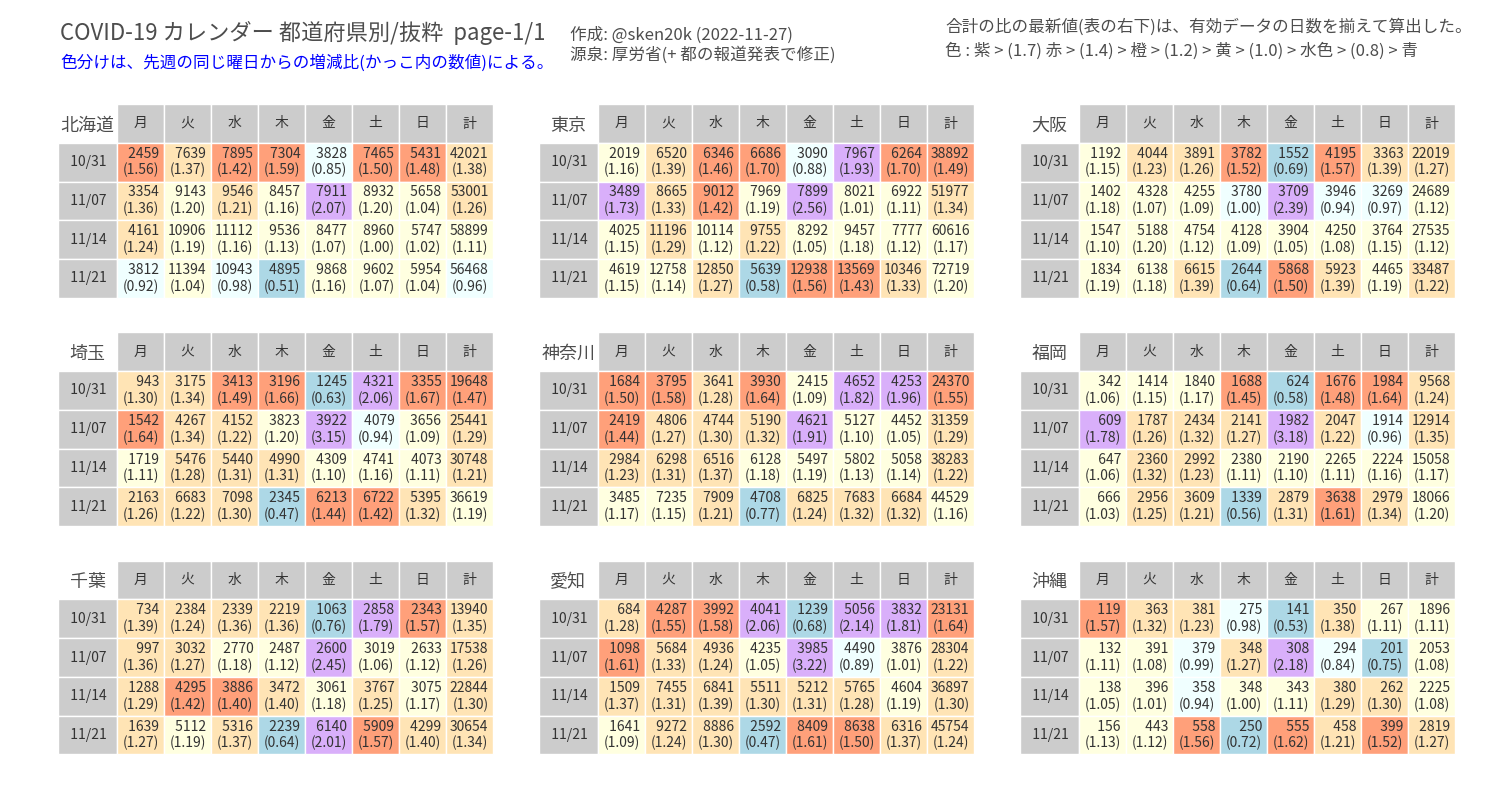 COVID-19 カレンダー 都道府県別/抜粋 page-1/1
色分けは、先週の同じ曜日からの増減比(かっこ内の数値)による。
作成: @sken20k (2022-11-27)
源泉: 厚労省(+ 都の報道発表で修正)
合計の比の最新値(表の右下)は、有効データの日数を揃えて算出した。
色 : 紫 > (1.7) 赤 > (1.4) > 橙 > (1.2) > 黄 > (1.0) > 水色 > (0.8) > 青
北海道 月 火 水 木 金 土 日 計
10/31 2459 7639 7895 7304 3828 7465 5431 42021
(1.56) (1.37) (1.42) (1.59) (0.85) (1.50) (1.48) (1.38)
11/07 3354 9143 9546 8457 7911 8932 5658 53001
(1.36) (1.20) (1.21) (1.16) (2.07) (1.20) (1.04) (1.26)
11/14 4161 10906 11112 9536 8477 8960 5747 58899
(1.24) (1.19) (1.16) (1.13) (1.07) (1.00) (1.02) (1.11)
11/21 3812 11394 10943 4895 9868 9602 5954 56468
(0.92) (1.04) (0.98) (0.51) (1.16) (1.07) (1.04) (0.96)
東京 月 火 水 木 金 土 日 計
10/31 2019 6520 6346 6686 3090 7967 6264 38892
(1.16) (1.39) (1.46) (1.70) (0.88) (1.93) (1.70) (1.49)
11/07 3489 8665 9012 7969 7899 8021 6922 51977
(1.73) (1.33) (1.42) (1.19) (2.56) (1.01) (1.11) (1.34)
11/14 4025 11196 10114 9755 8292 9457 7777 60616
(1.15) (1.29) (1.12) (1.22) (1.05) (1.18) (1.12) (1.17)
11/21 4619 12758 12850 5639 12938 13569 10346 72719
(1.15) (1.14) (1.27) (0.58) (1.56) (1.43) (1.33) (1.20)
大阪 月 火 水 木 金 土 日 計
10/31 1192 4044 3891 3782 1552 4195 3363 22019
(1.15) (1.23) (1.26) (1.52) (0.69) (1.57) (1.39) (1.27)
11/07 1402 4328 4255 3780 3709 3946 3269 24689
(1.18) (1.07) (1.09) (1.00) (2.39) (0.94) (0.97) (1.12)
11/14 1547 5188 4754 4128 3904 4250 3764 27535
(1.10) (1.20) (1.12) (1.09) (1.05) (1.08) (1.15) (1.12)
11/21 1834 6138 6615 2644 5868 5923 4465 33487
(1.19) (1.18) (1.39) (0.64) (1.50) (1.39) (1.19) (1.22)
埼玉 月 火 水 木 金 土 日 計
10/31 943 3175 3413 3196 1245 4321 3355 19648
(1.30) (1.34) (1.49) (1.66) (0.63) (2.06) (1.67) (1.47)
11/07 1542 4267 4152 3823 3922 4079 3656 25441
(1.64) (1.34) (1.22) (1.20) (3.15) (0.94) (1.09) (1.29)
11/14 1719 5476 5440 4990 4309 4741 4073 30748
(1.11) (1.28) (1.31) (1.31) (1.10) (1.16) (1.11) (1.21)
11/21 2163 6683 7098 2345 6213 6722 5395 36619
(1.26) (1.22) (1.30) (0.47) (1.44) (1.42) (1.32) (1.19)
神奈川 月 火 水 木 金 土 日 計
10/31 1684 3795 3641 3930 2415 4652 4253 24370
(1.50) (1.58) (1.28) (1.64) (1.09) (1.82) (1.96) (1.55)
11/07 2419 4806 4744 5190 4621 5127 4452 31359
(1.44) (1.27) (1.30) (1.32) (1.91) (1.10) (1.05) (1.29)
11/14 2984 6298 6516 6128 5497 5802 5058 38283
(1.23) (1.31) (1.37) (1.18) (1.19) (1.13) (1.14) (1.22)
11/21 3485 7235 7909 4708 6825 7683 6684 44529
(1.17) (1.15) (1.21) (0.77) (1.24) (1.32) (1.32) (1.16)
福岡 月 火 水 木 金 土 日 計
10/31 342 1414 1840 1688 624 1676 1984 9568
(1.06) (1.15) (1.17) (1.45) (0.58) (1.48) (1.64) (1.24)
11/07 609 1787 2434 2141 1982 2047 1914 12914
(1.78) (1.26) (1.32) (1.27) (3.18) (1.22) (0.96) (1.35)
11/14 647 2360 2992 2380 2190 2265 2224 15058
(1.06) (1.32) (1.23) (1.11) (1.10) (1.11) (1.16) (1.17)
11/21 666 2956 3609 1339 2879 3638 2979 18066
(1.03) (1.25) (1.21) (0.56) (1.31) (1.61) (1.34) (1.20)
千葉 月 火 水 木 金 土 日 計
10/31 734 2384 2339 2219 1063 2858 2343 13940
(1.39) (1.24) (1.36) (1.36) (0.76) (1.79) (1.57) (1.35)
11/07 997 3032 2770 2487 2600 3019 2633 17538
(1.36) (1.27) (1.18) (1.12) (2.45) (1.06) (1.12) (1.26)
11/14 1288 4295 3886 3472 3061 3767 3075 22844
(1.29) (1.42) (1.40) (1.40) (1.18) (1.25) (1.17) (1.30)
11/21 1639 5112 5316 2239 6140 5909 4299 30654
(1.27) (1.19) (1.37) (0.64) (2.01) (1.57) (1.40) (1.34)
愛知 月 火 水 木 金 土 日 計
10/31 684 4287 3992 4041 1239 5056 3832 23131
(1.28) (1.55) (1.58) (2.06) (0.68) (2.14) (1.81) (1.64)
11/07 1098 5684 4936 4235 3985 4490 3876 28304
(1.61) (1.33) (1.24) (1.05) (3.22) (0.89) (1.01) (1.22)
11/14 1509 7455 6841 5511 5212 5765 4604 36897
(1.37) (1.31) (1.39) (1.30) (1.31) (1.28) (1.19) (1.30)
11/21 1641 9272 8886 2592 8409 8638 6316 45754
(1.09) (1.24) (1.30) (0.47) (1.61) (1.50) (1.37) (1.24)
沖縄 月 火 水 木 金 土 日 計
10/31 119 363 381 275 141 350 267 1896
(1.57) (1.32) (1.23) (0.98) (0.53) (1.38) (1.11) (1.11)
11/07 132 391 379 348 308 294 201 2053
(1.11) (1.08) (0.99) (1.27) (2.18) (0.84) (0.75) (1.08)
11/14 138 396 358 348 343 380 262 2225
(1.05) (1.01) (0.94) (1.00) (1.11) (1.29) (1.30) (1.08)
11/21 156 443 558 250 555 458 399 2819
(1.13) (1.12) (1.56) (0.72) (1.62) (1.21) (1.52) (1.27)